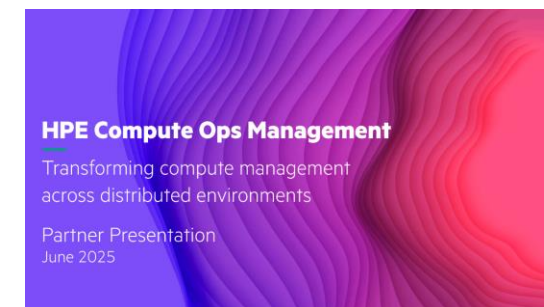 HPE Compute Ops Management
Transforming compute management
across distributed environments
Partner Presentation
June 2025